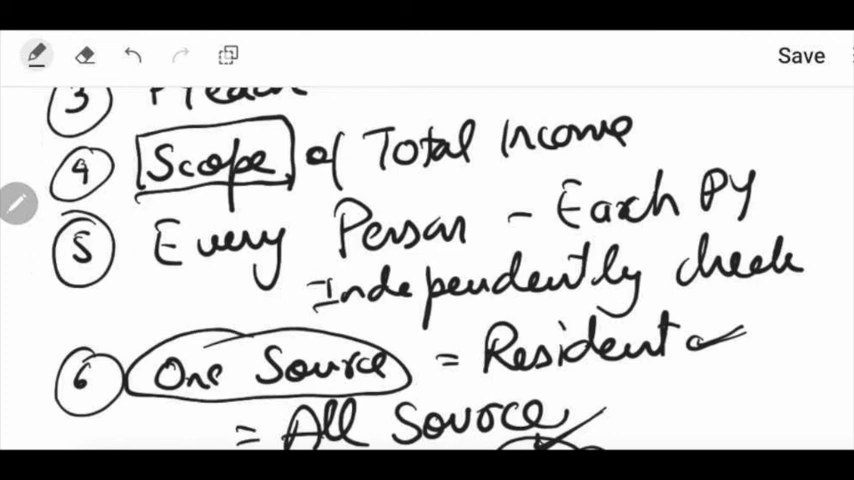 Save
3
4 Scope of Total Income
5 Every Person - Each PY
Independently check
6 One Source = Resident
= All Source